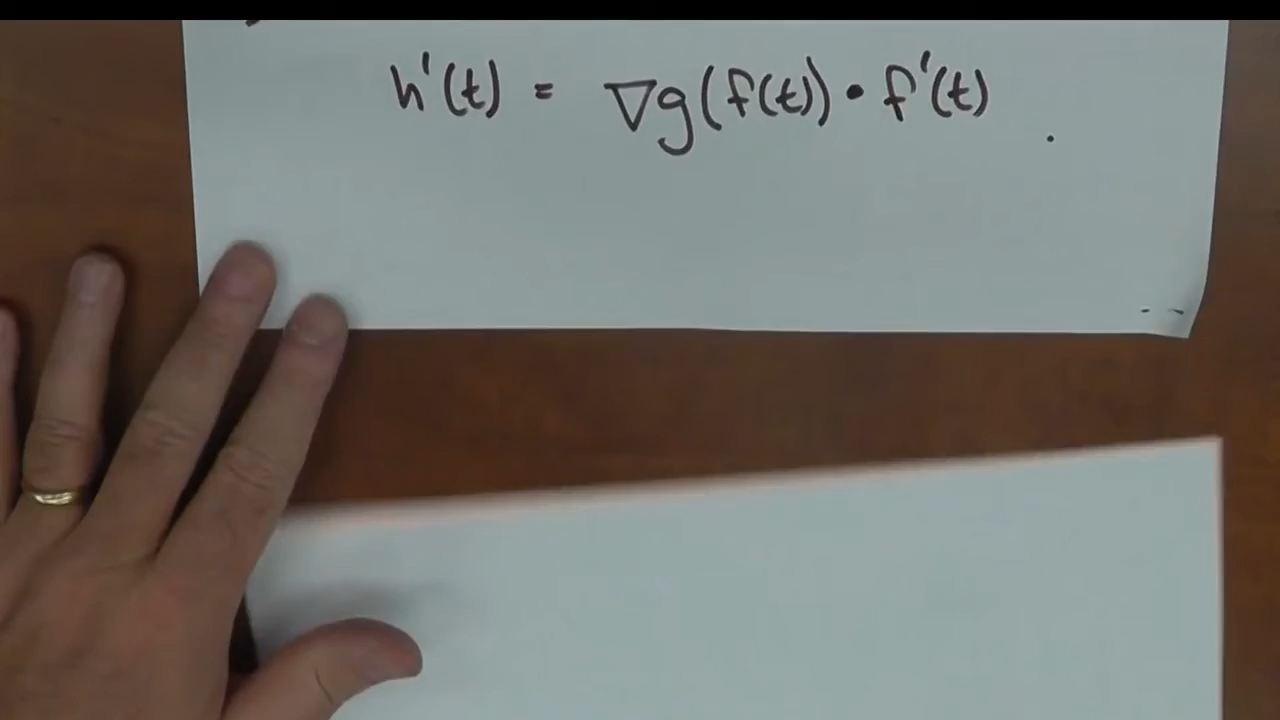 h'(t) = ∇g(f(t)) • f'(t)